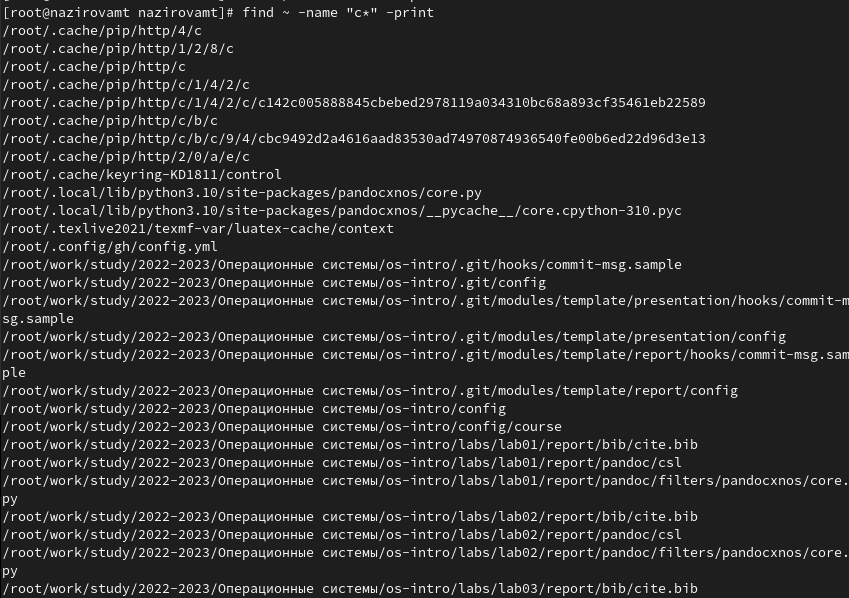 [root@nazirovamt nazirovamt]# find ~ -name "c*" -print
/root/.cache/pip/http/4/c
/root/.cache/pip/http/1/2/8/c
/root/.cache/pip/http/c
/root/.cache/pip/http/c/1/4/2/c
/root/.cache/pip/http/c/1/4/2/c/c142c005888845cbebed2978119a034310bc68a893cf35461eb22589
/root/.cache/pip/http/c/b/c
/root/.cache/pip/http/c/b/c/9/4/cbc9492d2a4616aad83530ad74970874936540fe00b6ed22d96d3e13
/root/.cache/pip/http/2/0/a/e/c
/root/.cache/keyring-KD1811/control
/root/.local/lib/python3.10/site-packages/pandocxnos/core.py
/root/.local/lib/python3.10/site-packages/pandocxnos/__pycache__/core.cpython-310.pyc
/root/.texlive2021/texmf-var/luatex-cache/context
/root/.config/gh/config.yml
/root/work/study/2022-2023/Операционные системы/os-intro/.git/hooks/commit-msg.sample
/root/work/study/2022-2023/Операционные системы/os-intro/.git/config
/root/work/study/2022-2023/Операционные системы/os-intro/.git/modules/template/presentation/hooks/commit-m
sg.sample
/root/work/study/2022-2023/Операционные системы/os-intro/.git/modules/template/presentation/config
/root/work/study/2022-2023/Операционные системы/os-intro/.git/modules/template/report/hooks/commit-msg.sam
ple
/root/work/study/2022-2023/Операционные системы/os-intro/.git/modules/template/report/config
/root/work/study/2022-2023/Операционные системы/os-intro/config
/root/work/study/2022-2023/Операционные системы/os-intro/config/course
/root/work/study/2022-2023/Операционные системы/os-intro/labs/lab01/report/bib/cite.bib
/root/work/study/2022-2023/Операционные системы/os-intro/labs/lab01/report/pandoc/csl
/root/work/study/2022-2023/Операционные системы/os-intro/labs/lab01/report/pandoc/filters/pandocxnos/core.
py
/root/work/study/2022-2023/Операционные системы/os-intro/labs/lab02/report/bib/cite.bib
/root/work/study/2022-2023/Операционные системы/os-intro/labs/lab02/report/pandoc/csl
/root/work/study/2022-2023/Операционные системы/os-intro/labs/lab02/report/pandoc/filters/pandocxnos/core.
py
/root/work/study/2022-2023/Операционные системы/os-intro/labs/lab03/report/bib/cite.bib